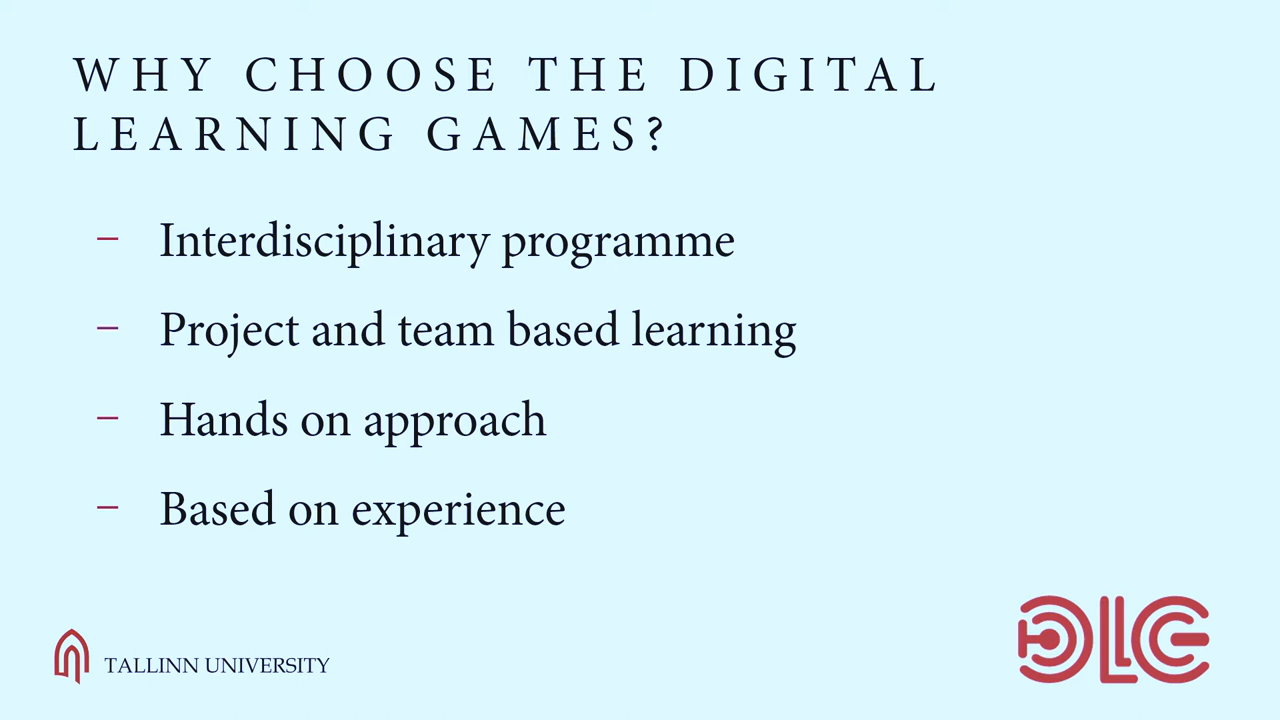 WHY CHOOSE THE DIGITAL
LEARNING GAMES?
– Interdisciplinary programme
– Project and team based learning
– Hands on approach
– Based on experience
TALLINN UNIVERSITY
DLG